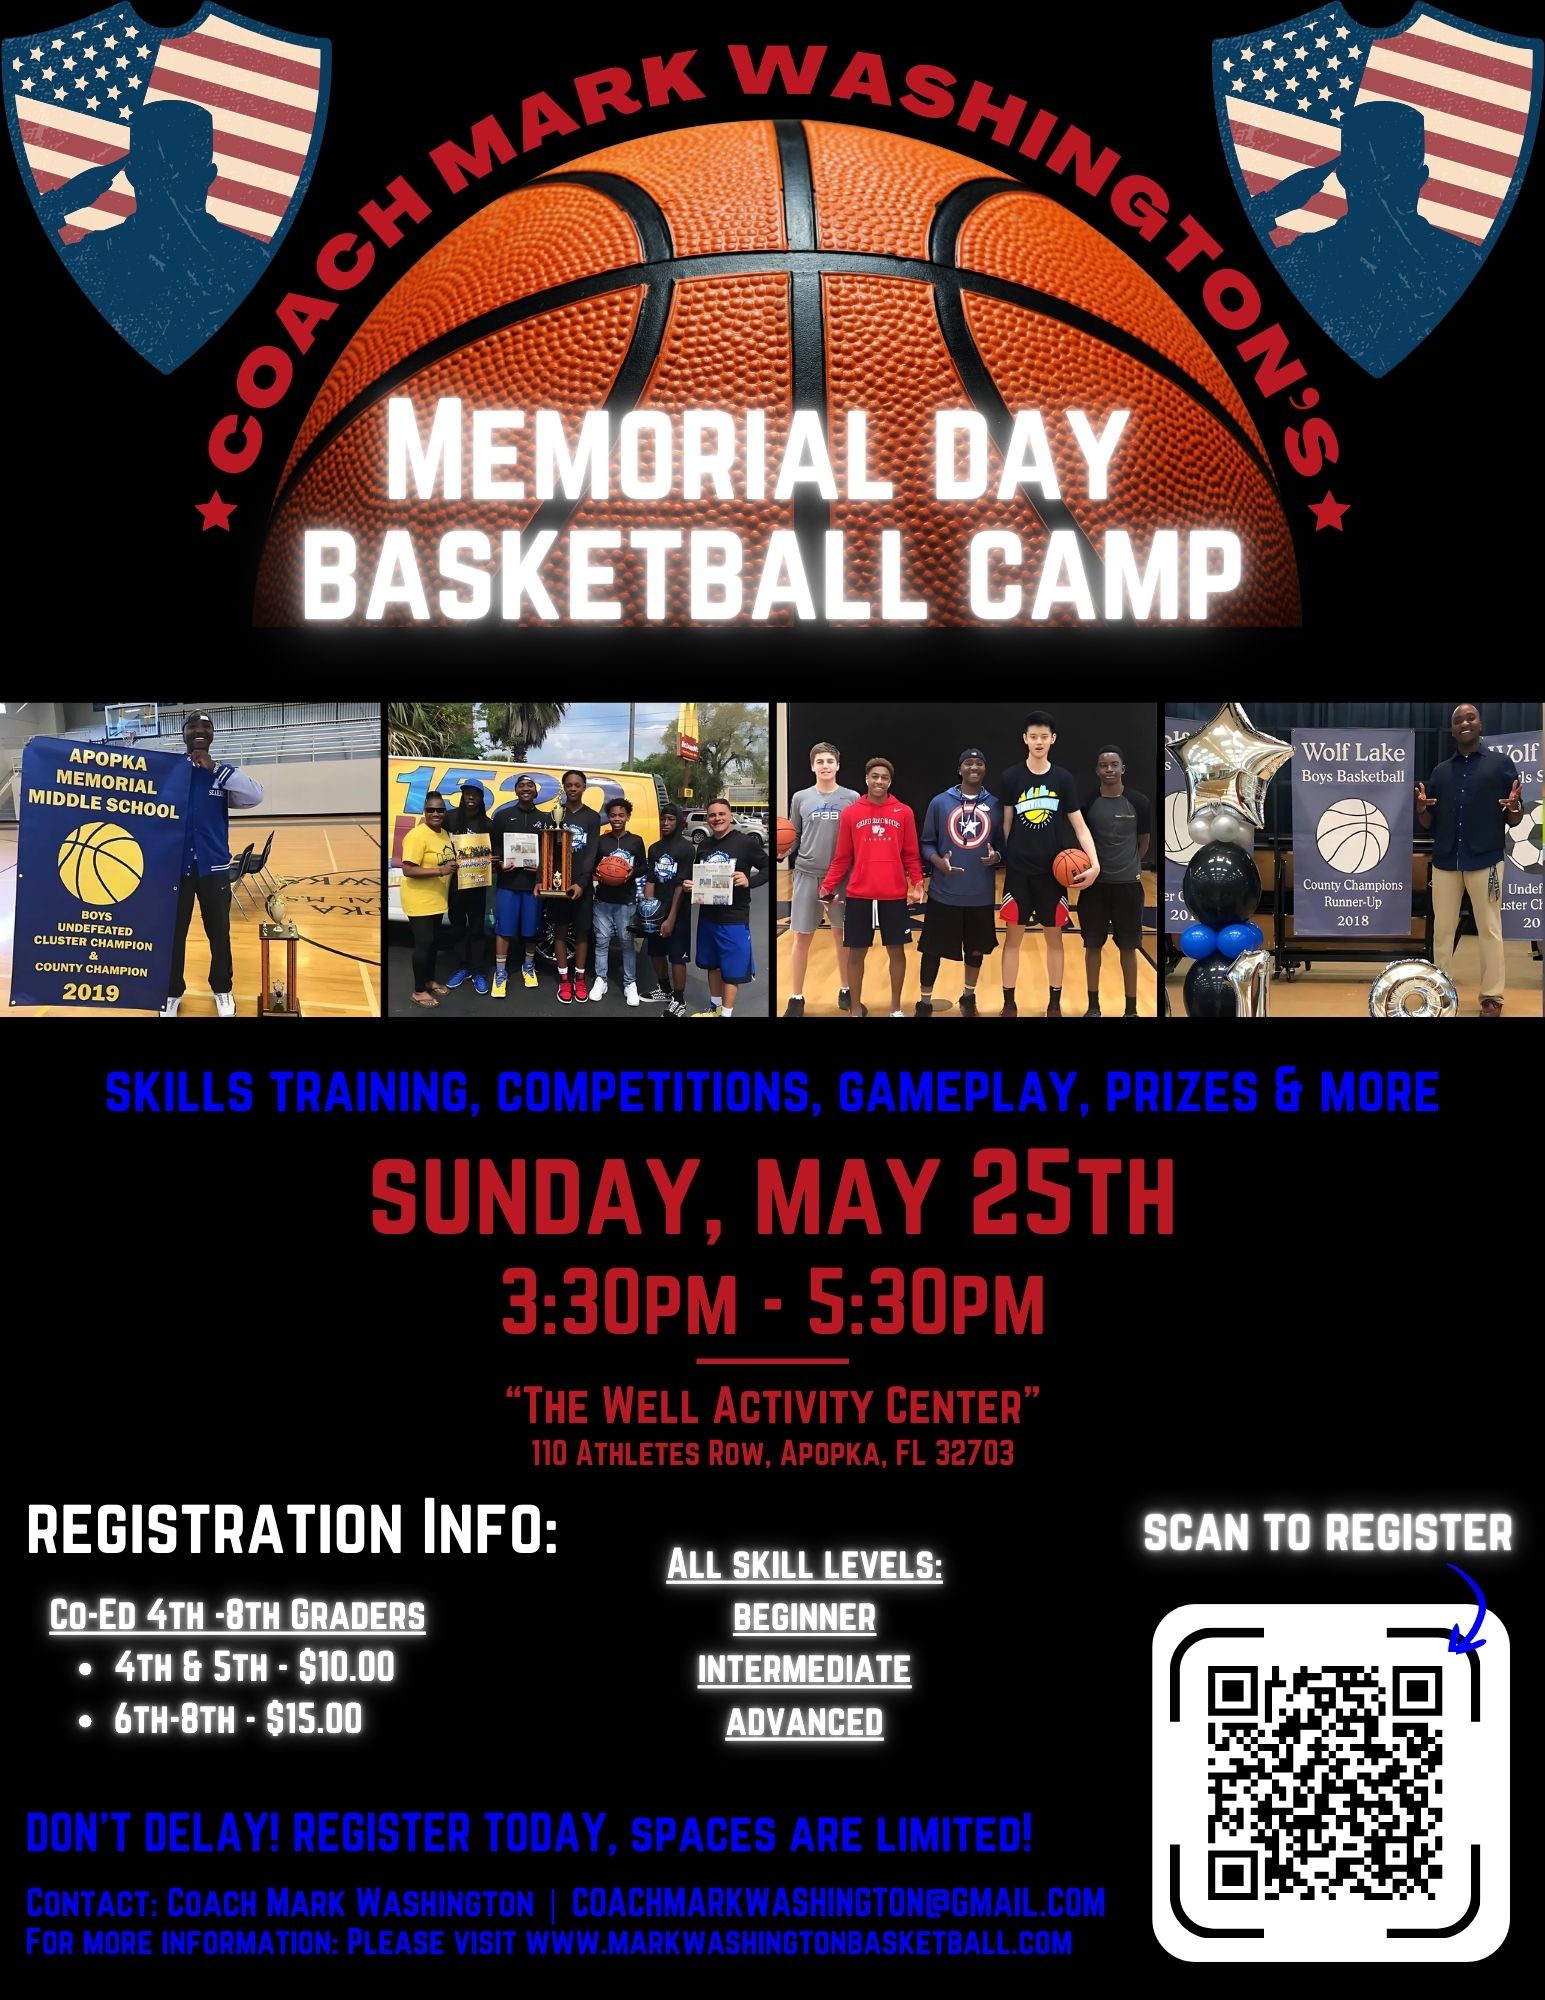 COACH MARK WASHINGTON'S
MEMORIAL DAY
BASKETBALL CAMP
APOPKA
MEMORIAL
MIDDLE SCHOOL
BOYS
UNDEFEATED
CLUSTER CHAMPION
&
COUNTY CHAMPION
2019
1520
McDonald's
P3B
WP
Wolf Lake
Boys Basketball
County Champions
Runner-Up
2018
SKILLS TRAINING, COMPETITIONS, GAMEPLAY, PRIZES & MORE
SUNDAY, MAY 25TH
3:30PM - 5:30PM
“THE WELL ACTIVITY CENTER”
110 ATHLETES ROW, APOPKA, FL 32703
REGISTRATION INFO:
CO-ED 4TH -8TH GRADERS
• 4TH & 5TH - $10.00
• 6TH-8TH - $15.00
ALL SKILL LEVELS:
BEGINNER
INTERMEDIATE
ADVANCED
SCAN TO REGISTER
DON'T DELAY! REGISTER TODAY, SPACES ARE LIMITED!
CONTACT: COACH MARK WASHINGTON | COACHMARKWASHINGTON@GMAIL.COM
FOR MORE INFORMATION: PLEASE VISIT WWW.MARKWASHINGTONBASKETBALL.COM